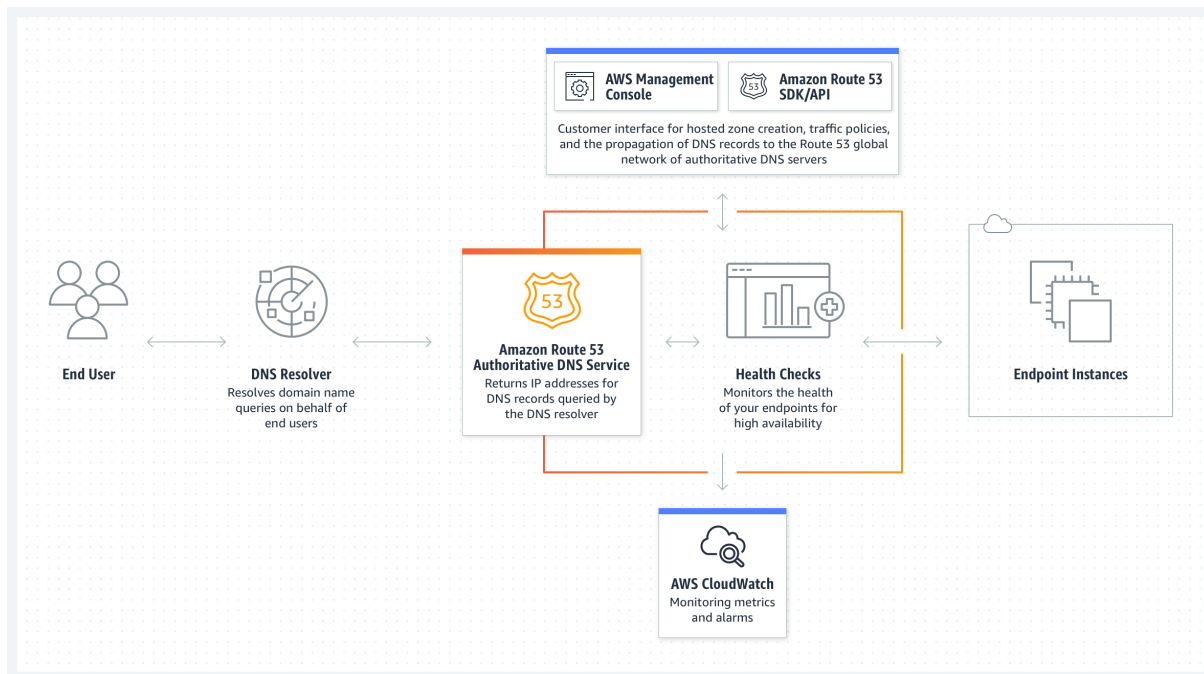 AWS Management
Console
53
Amazon Route 53
SDK/API
Customer interface for hosted zone creation, traffic policies,
and the propagation of DNS records to the Route 53 global
network of authoritative DNS servers
End User
DNS Resolver
Resolves domain name
queries on behalf of
end users
53
Amazon Route 53
Authoritative DNS Service
Returns IP addresses for
DNS records queried by
the DNS resolver
Health Checks
Monitors the health
of your endpoints for
high availability
Endpoint Instances
AWS CloudWatch
Monitoring metrics
and alarms